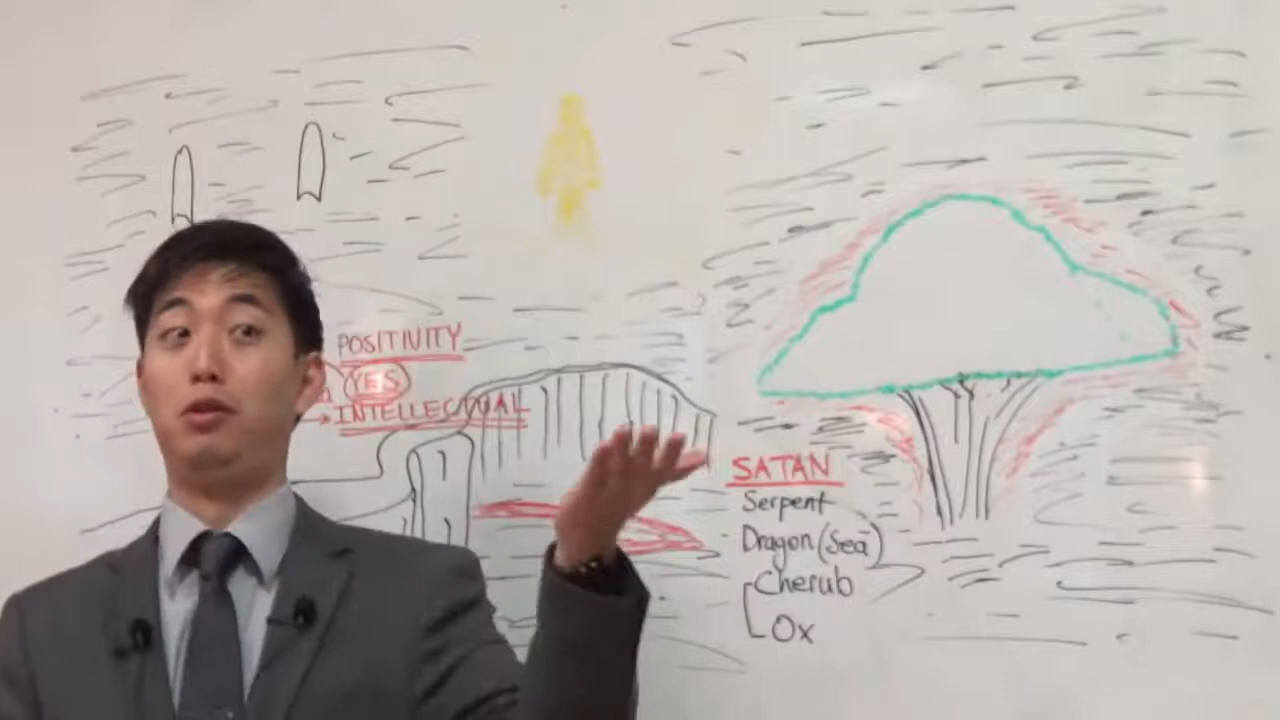 POSITIVITY
YES
INTELLECTUAL
SATAN
Serpent
Dragon (Sea)
Cherub
Ox